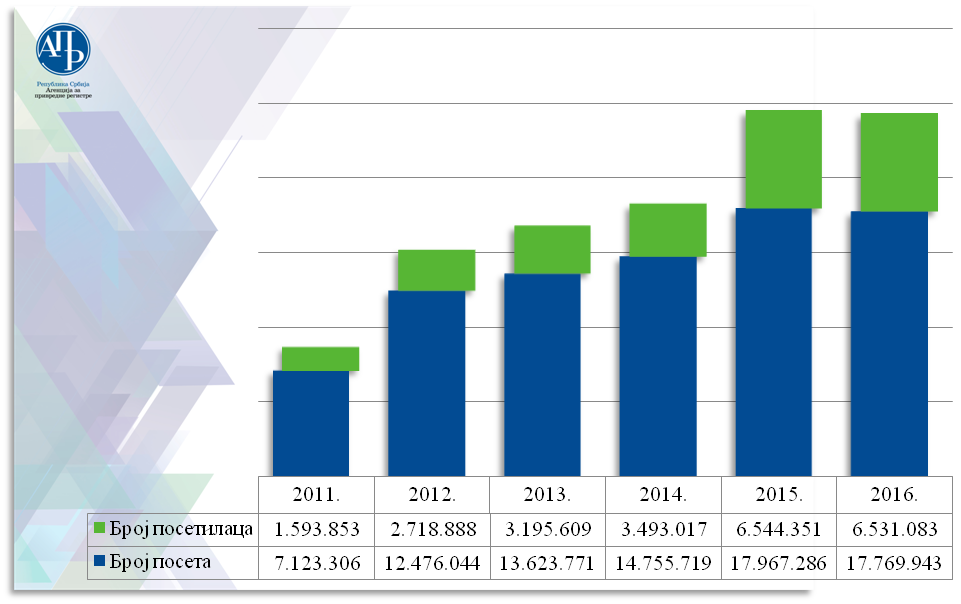 АПР
Република Србија
Агенција за
привредне регистре
2011. 2012. 2013. 2014. 2015. 2016.
Број посетилаца 1.593.853 2.718.888 3.195.609 3.493.017 6.544.351 6.531.083
Број посета 7.123.306 12.476.044 13.623.771 14.755.719 17.967.286 17.769.943